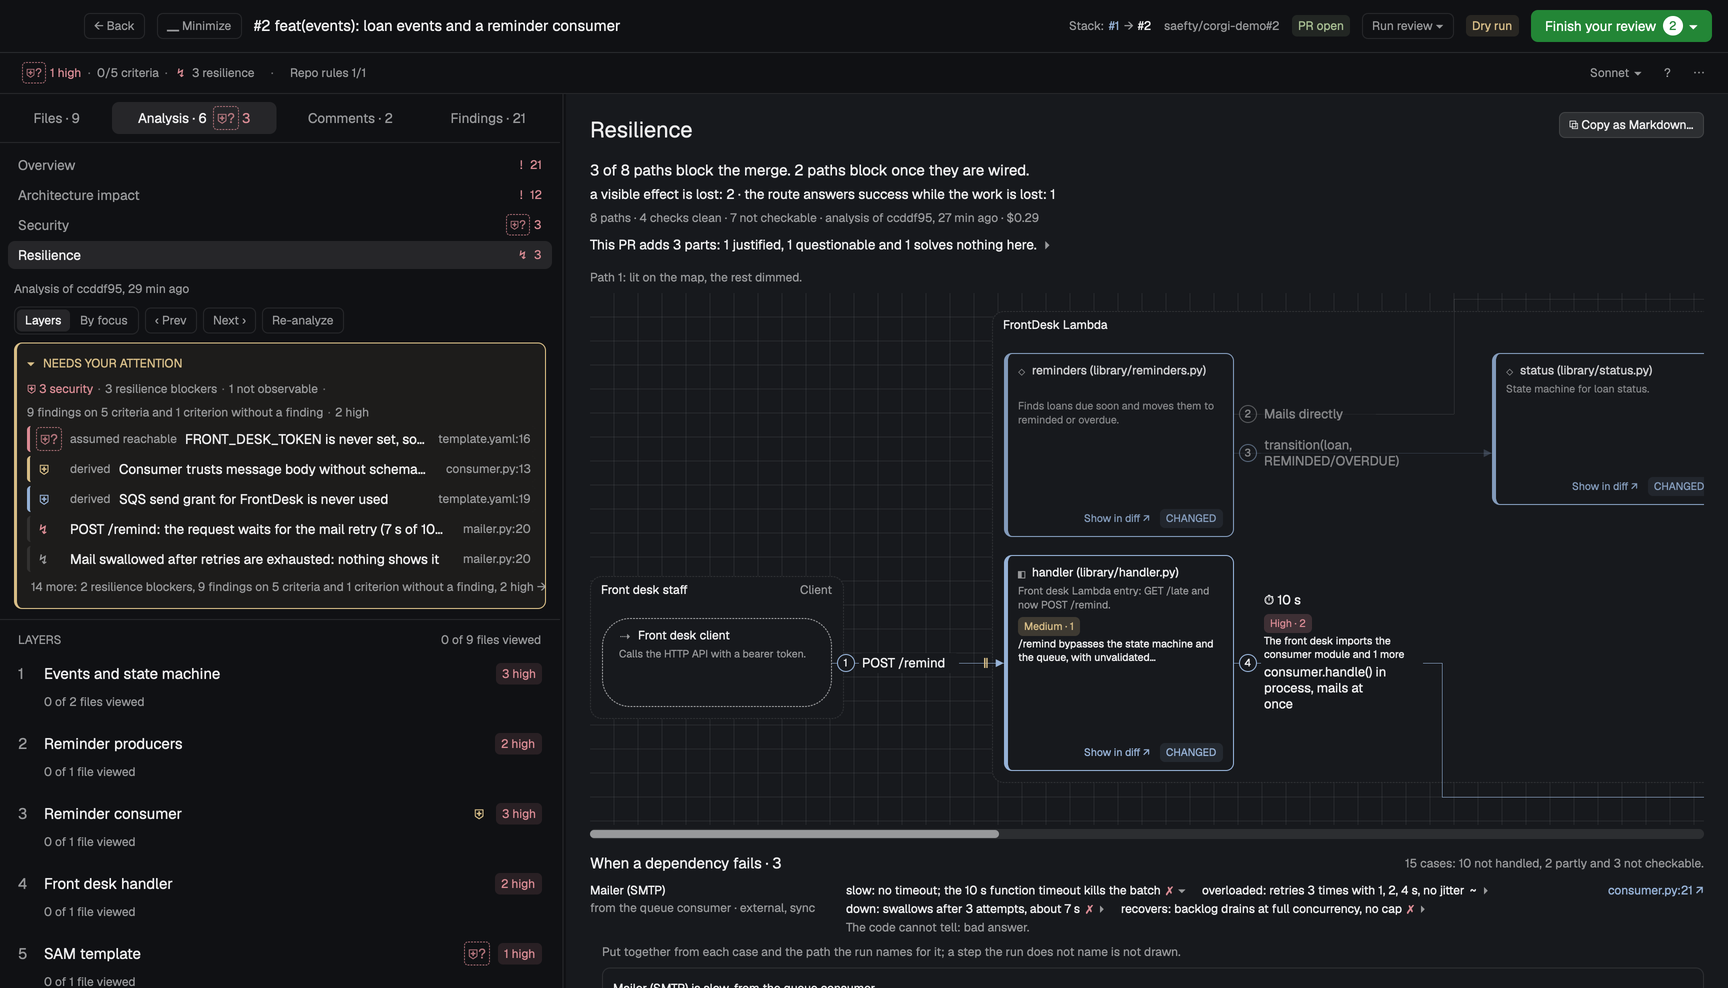 ← Back
Minimize
#2 feat(events): loan events and a reminder consumer
Stack: #1 → #2
saefty/corgi-demo#2
PR open
Run review
Dry run
Finish your review 2
? 1 high · 0/5 criteria · 3 resilience · Repo rules 1/1
Sonnet
?
···
Files · 9
Analysis · 6 ? 3
Comments · 2
Findings · 21
Overview ! 21
Architecture impact ! 12
Security ? 3
Resilience 3
Analysis of ccddf95, 29 min ago
Layers
By focus
‹ Prev
Next ›
Re-analyze
NEEDS YOUR ATTENTION
3 security · 3 resilience blockers · 1 not observable ·
9 findings on 5 criteria and 1 criterion without a finding · 2 high
? assumed reachable FRONT_DESK_TOKEN is never set, so… template.yaml:16
derived Consumer trusts message body without schema… consumer.py:13
derived SQS send grant for FrontDesk is never used template.yaml:19
POST /remind: the request waits for the mail retry (7 s of 10… mailer.py:20
Mail swallowed after retries are exhausted: nothing shows it mailer.py:20
14 more: 2 resilience blockers, 9 findings on 5 criteria and 1 criterion without a finding, 2 high →
LAYERS 0 of 9 files viewed
1 Events and state machine 3 high
0 of 2 files viewed
2 Reminder producers 2 high
0 of 1 file viewed
3 Reminder consumer 3 high
0 of 1 file viewed
4 Front desk handler 2 high
0 of 1 file viewed
5 SAM template ? 1 high
0 of 1 file viewed
Resilience
Copy as Markdown…
3 of 8 paths block the merge. 2 paths block once they are wired.
a visible effect is lost: 2 · the route answers success while the work is lost: 1
8 paths · 4 checks clean · 7 not checkable · analysis of ccddf95, 27 min ago · $0.29
This PR adds 3 parts: 1 justified, 1 questionable and 1 solves nothing here.
Path 1: lit on the map, the rest dimmed.
FrontDesk Lambda
reminders (library/reminders.py)
Finds loans due soon and moves them to
reminded or overdue.
Show in diff ↗ CHANGED
2 Mails directly
3 transition(loan,
REMINDED/OVERDUE)
status (library/status.py)
State machine for loan status.
Show in diff ↗ CHANGED
Front desk staff Client
→ Front desk client
Calls the HTTP API with a bearer token.
1 POST /remind
handler (library/handler.py)
Front desk Lambda entry: GET /late and
now POST /remind.
Medium · 1
/remind bypasses the state machine and
the queue, with unvalidated…
Show in diff ↗ CHANGED
10 s
High · 2
The front desk imports the
consumer module and 1 more
4 consumer.handle() in
process, mails at
once
When a dependency fails · 3
15 cases: 10 not handled, 2 partly and 3 not checkable.
Mailer (SMTP)
from the queue consumer · external, sync
slow: no timeout; the 10 s function timeout kills the batch ✗
overloaded: retries 3 times with 1, 2, 4 s, no jitter ~
consumer.py:21 ↗
down: swallows after 3 attempts, about 7 s ✗
recovers: backlog drains at full concurrency, no cap ✗
The code cannot tell: bad answer.
Put together from each case and the path the run names for it; a step the run does not name is not drawn.
Mailer (SMTP) is slow, from the queue consumer